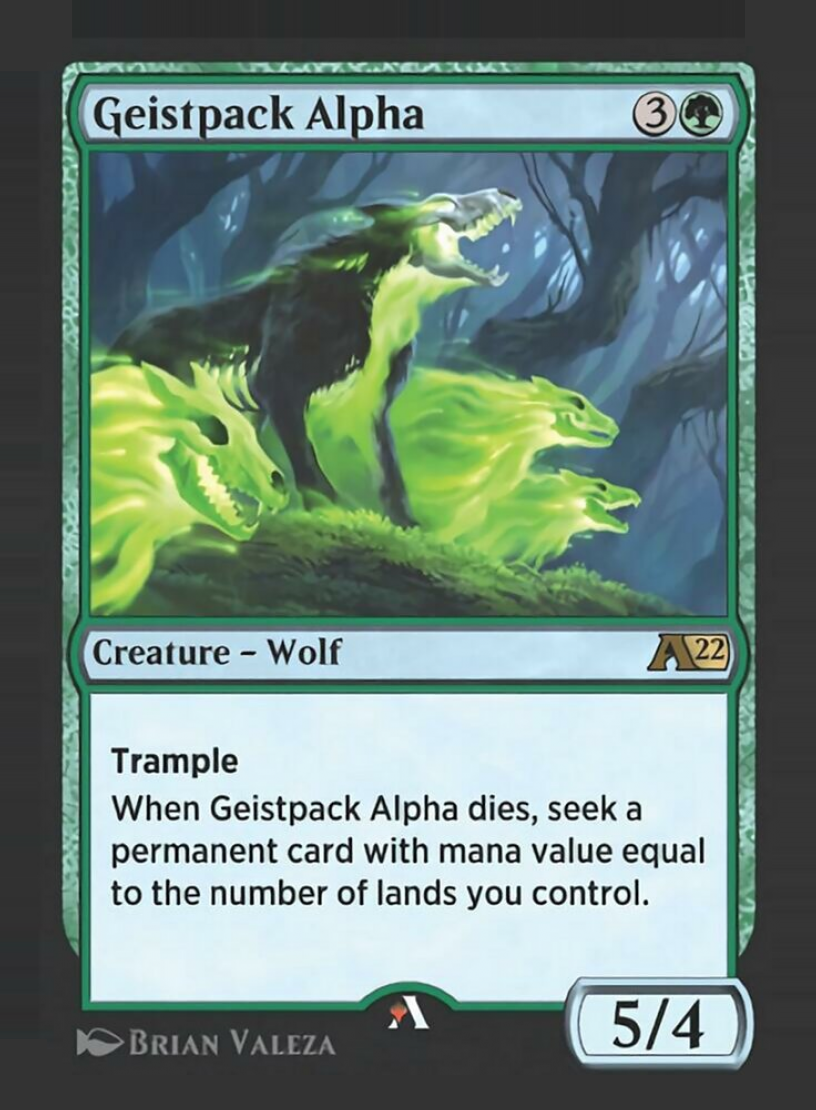 Geistpack Alpha 3
Creature – Wolf A22
Trample
When Geistpack Alpha dies, seek a
permanent card with mana value equal
to the number of lands you control.
5/4
BRIAN VALEZA